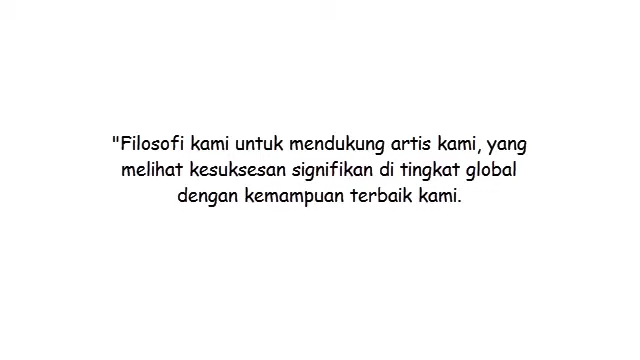 "Filosofi kami untuk mendukung artis kami, yang
melihat kesuksesan signifikan di tingkat global
dengan kemampuan terbaik kami.